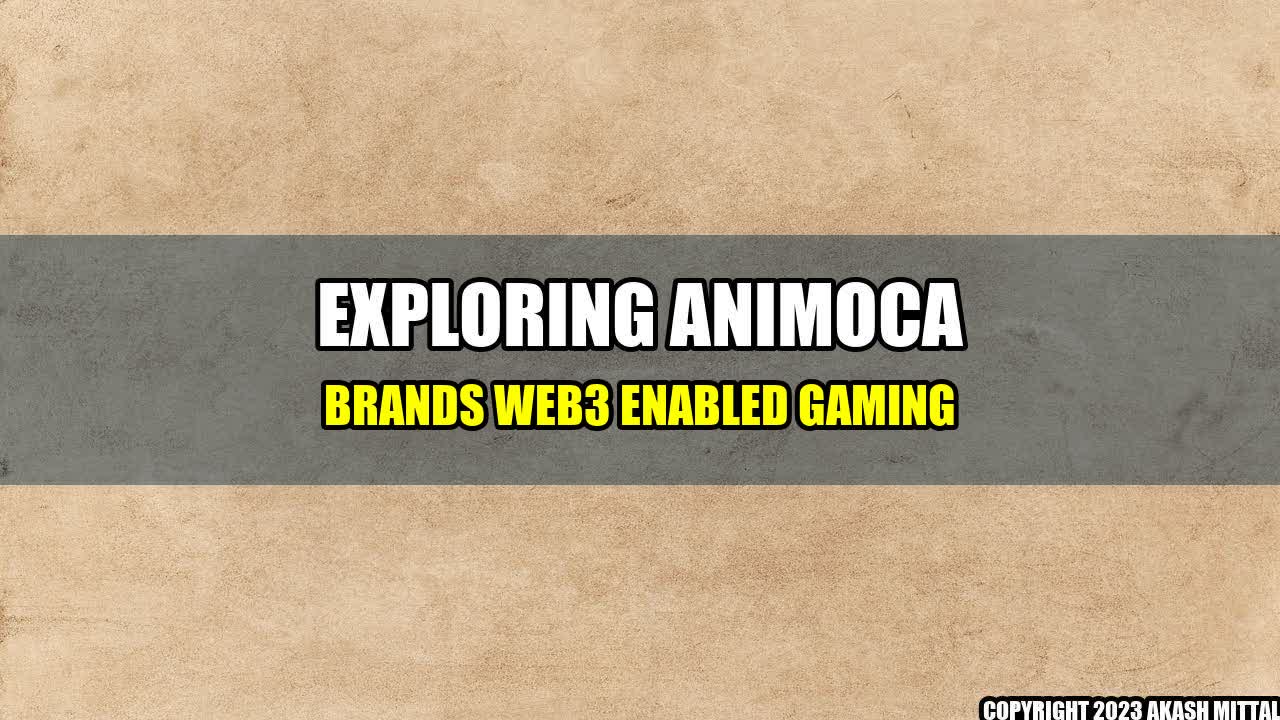 EXPLORING ANIMOCA
BRANDS WEB3 ENABLED GAMING
COPYRIGHT 2023 AKASH MITTAL